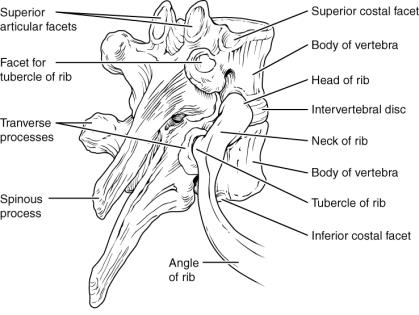 Superior
articular facets
Facet for
tubercle of rib
Tranverse
processes
Spinous
process
Angle
of rib
Superior costal facet
Body of vertebra
Head of rib
Intervertebral disc
Neck of rib
Body of vertebra
Tubercle of rib
Inferior costal facet